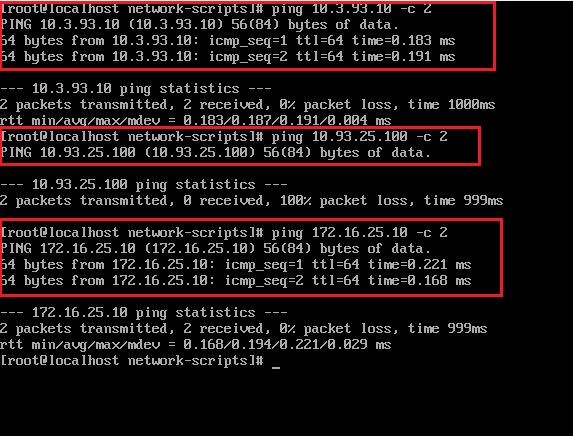 [root@localhost network-scripts]# ping 10.3.93.10 -c 2
PING 10.3.93.10 (10.3.93.10) 56(84) bytes of data.
64 bytes from 10.3.93.10: icmp_seq=1 ttl=64 time=0.183 ms
64 bytes from 10.3.93.10: icmp_seq=2 ttl=64 time=0.191 ms
--- 10.3.93.10 ping statistics ---
2 packets transmitted, 2 received, 0% packet loss, time 1000ms
rtt min/avg/max/mdev = 0.183/0.187/0.191/0.004 ms
[root@localhost network-scripts]# ping 10.93.25.100 -c 2
PING 10.93.25.100 (10.93.25.100) 56(84) bytes of data.
--- 10.93.25.100 ping statistics ---
2 packets transmitted, 0 received, 100% packet loss, time 999ms
[root@localhost network-scripts]# ping 172.16.25.10 -c 2
PING 172.16.25.10 (172.16.25.10) 56(84) bytes of data.
64 bytes from 172.16.25.10: icmp_seq=1 ttl=64 time=0.221 ms
64 bytes from 172.16.25.10: icmp_seq=2 ttl=64 time=0.168 ms
--- 172.16.25.10 ping statistics ---
2 packets transmitted, 2 received, 0% packet loss, time 999ms
rtt min/avg/max/mdev = 0.168/0.194/0.221/0.029 ms
[root@localhost network-scripts]# _